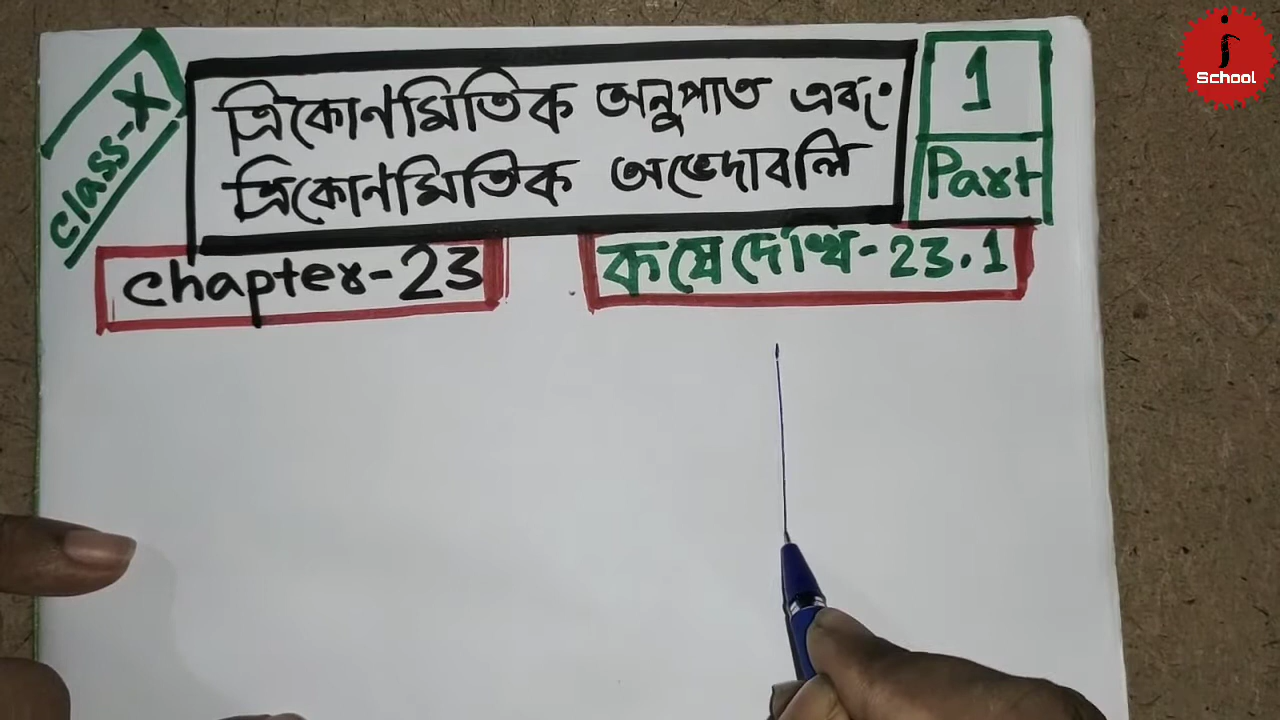 Class-X
ত্রিকোণমিতিক অনুপাত এবং
ত্রিকোণমিতিক অভেদাবলি
1
Part
Chapter-23
কষে দেখি-23.1
i School